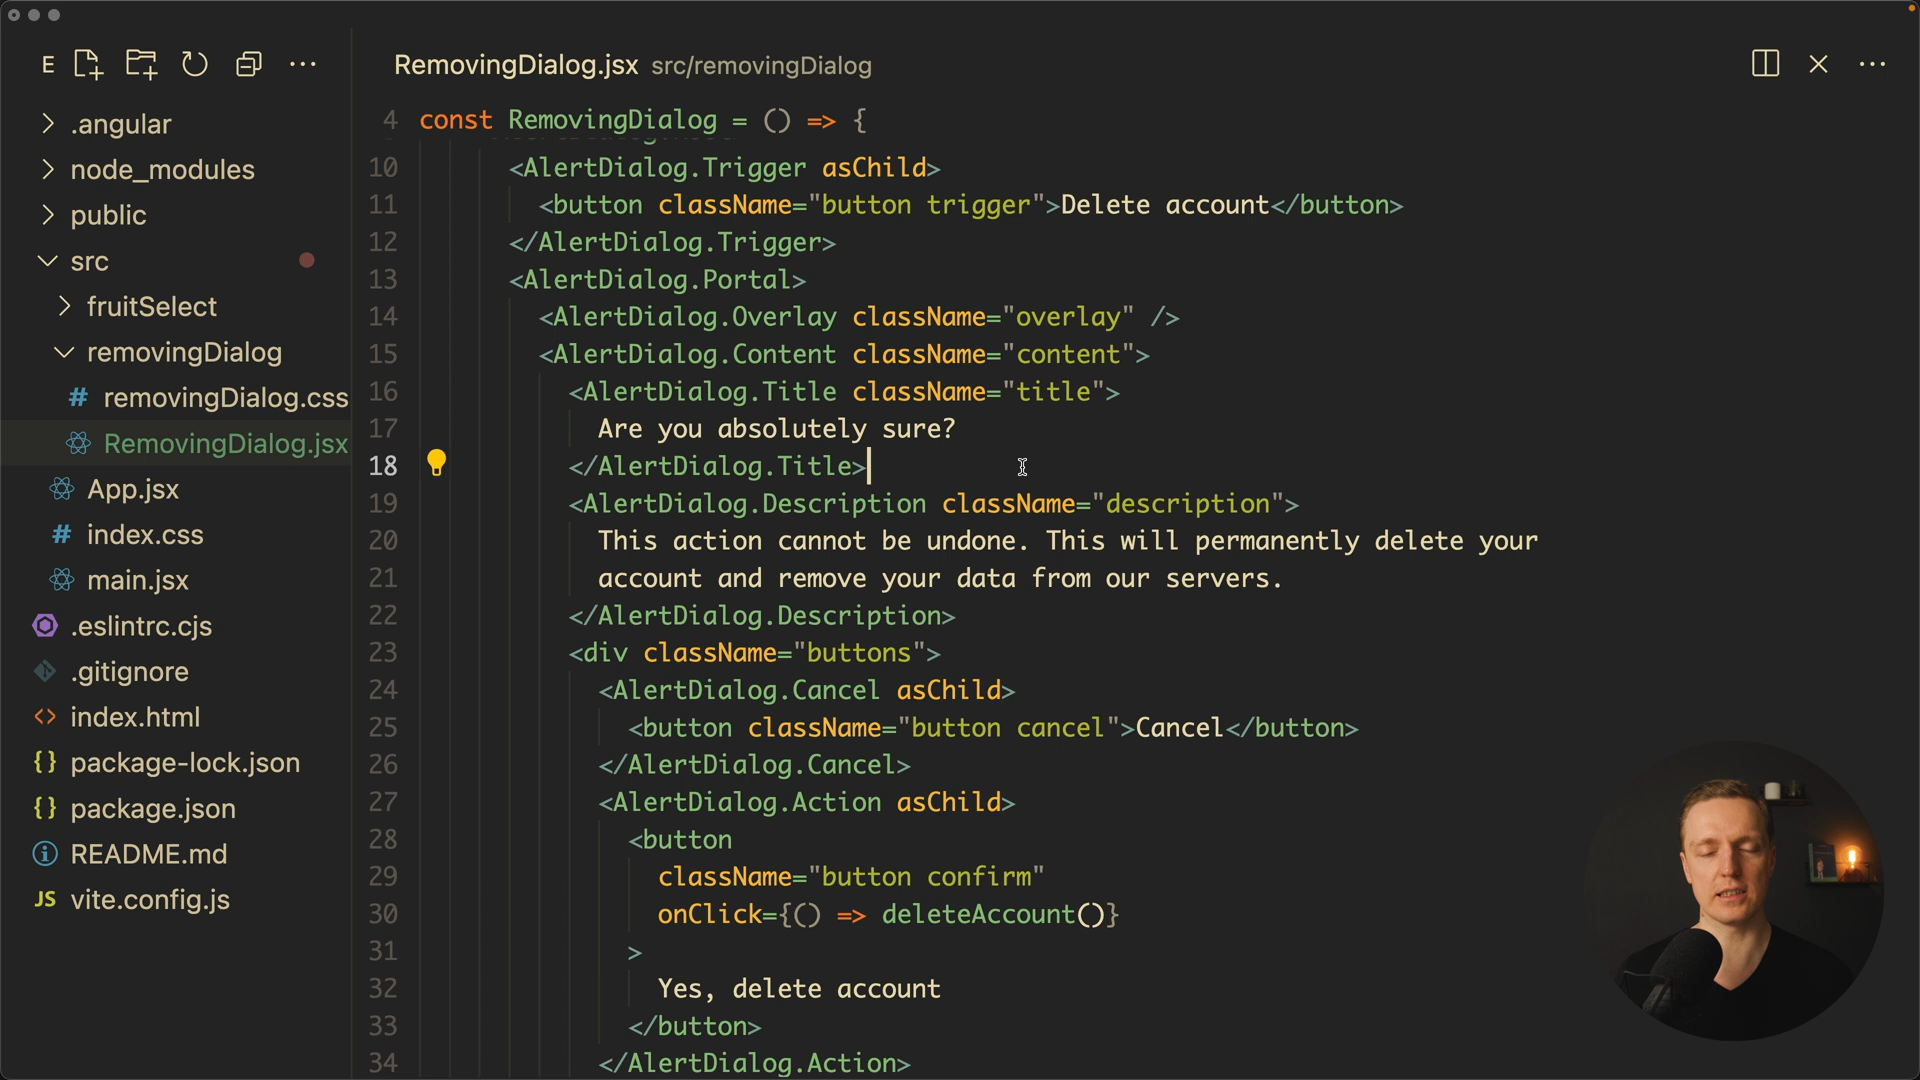 E
RemovingDialog.jsx src/removingDialog
.angular
node_modules
public
src
fruitSelect
removingDialog
# removingDialog.css
RemovingDialog.jsx
App.jsx
# index.css
main.jsx
.eslintrc.cjs
.gitignore
<> index.html
{} package-lock.json
{} package.json
README.md
JS vite.config.js
4 const RemovingDialog = () => {
10 <AlertDialog.Trigger asChild>
11 <button className="button trigger">Delete account</button>
12 </AlertDialog.Trigger>
13 <AlertDialog.Portal>
14 <AlertDialog.Overlay className="overlay" />
15 <AlertDialog.Content className="content">
16 <AlertDialog.Title className="title">
17 Are you absolutely sure?
18 </AlertDialog.Title>
19 <AlertDialog.Description className="description">
20 This action cannot be undone. This will permanently delete your
21 account and remove your data from our servers.
22 </AlertDialog.Description>
23 <div className="buttons">
24 <AlertDialog.Cancel asChild>
25 <button className="button cancel">Cancel</button>
26 </AlertDialog.Cancel>
27 <AlertDialog.Action asChild>
28 <button
29 className="button confirm"
30 onClick={() => deleteAccount()}
31 >
32 Yes, delete account
33 </button>
34 </AlertDialog.Action>